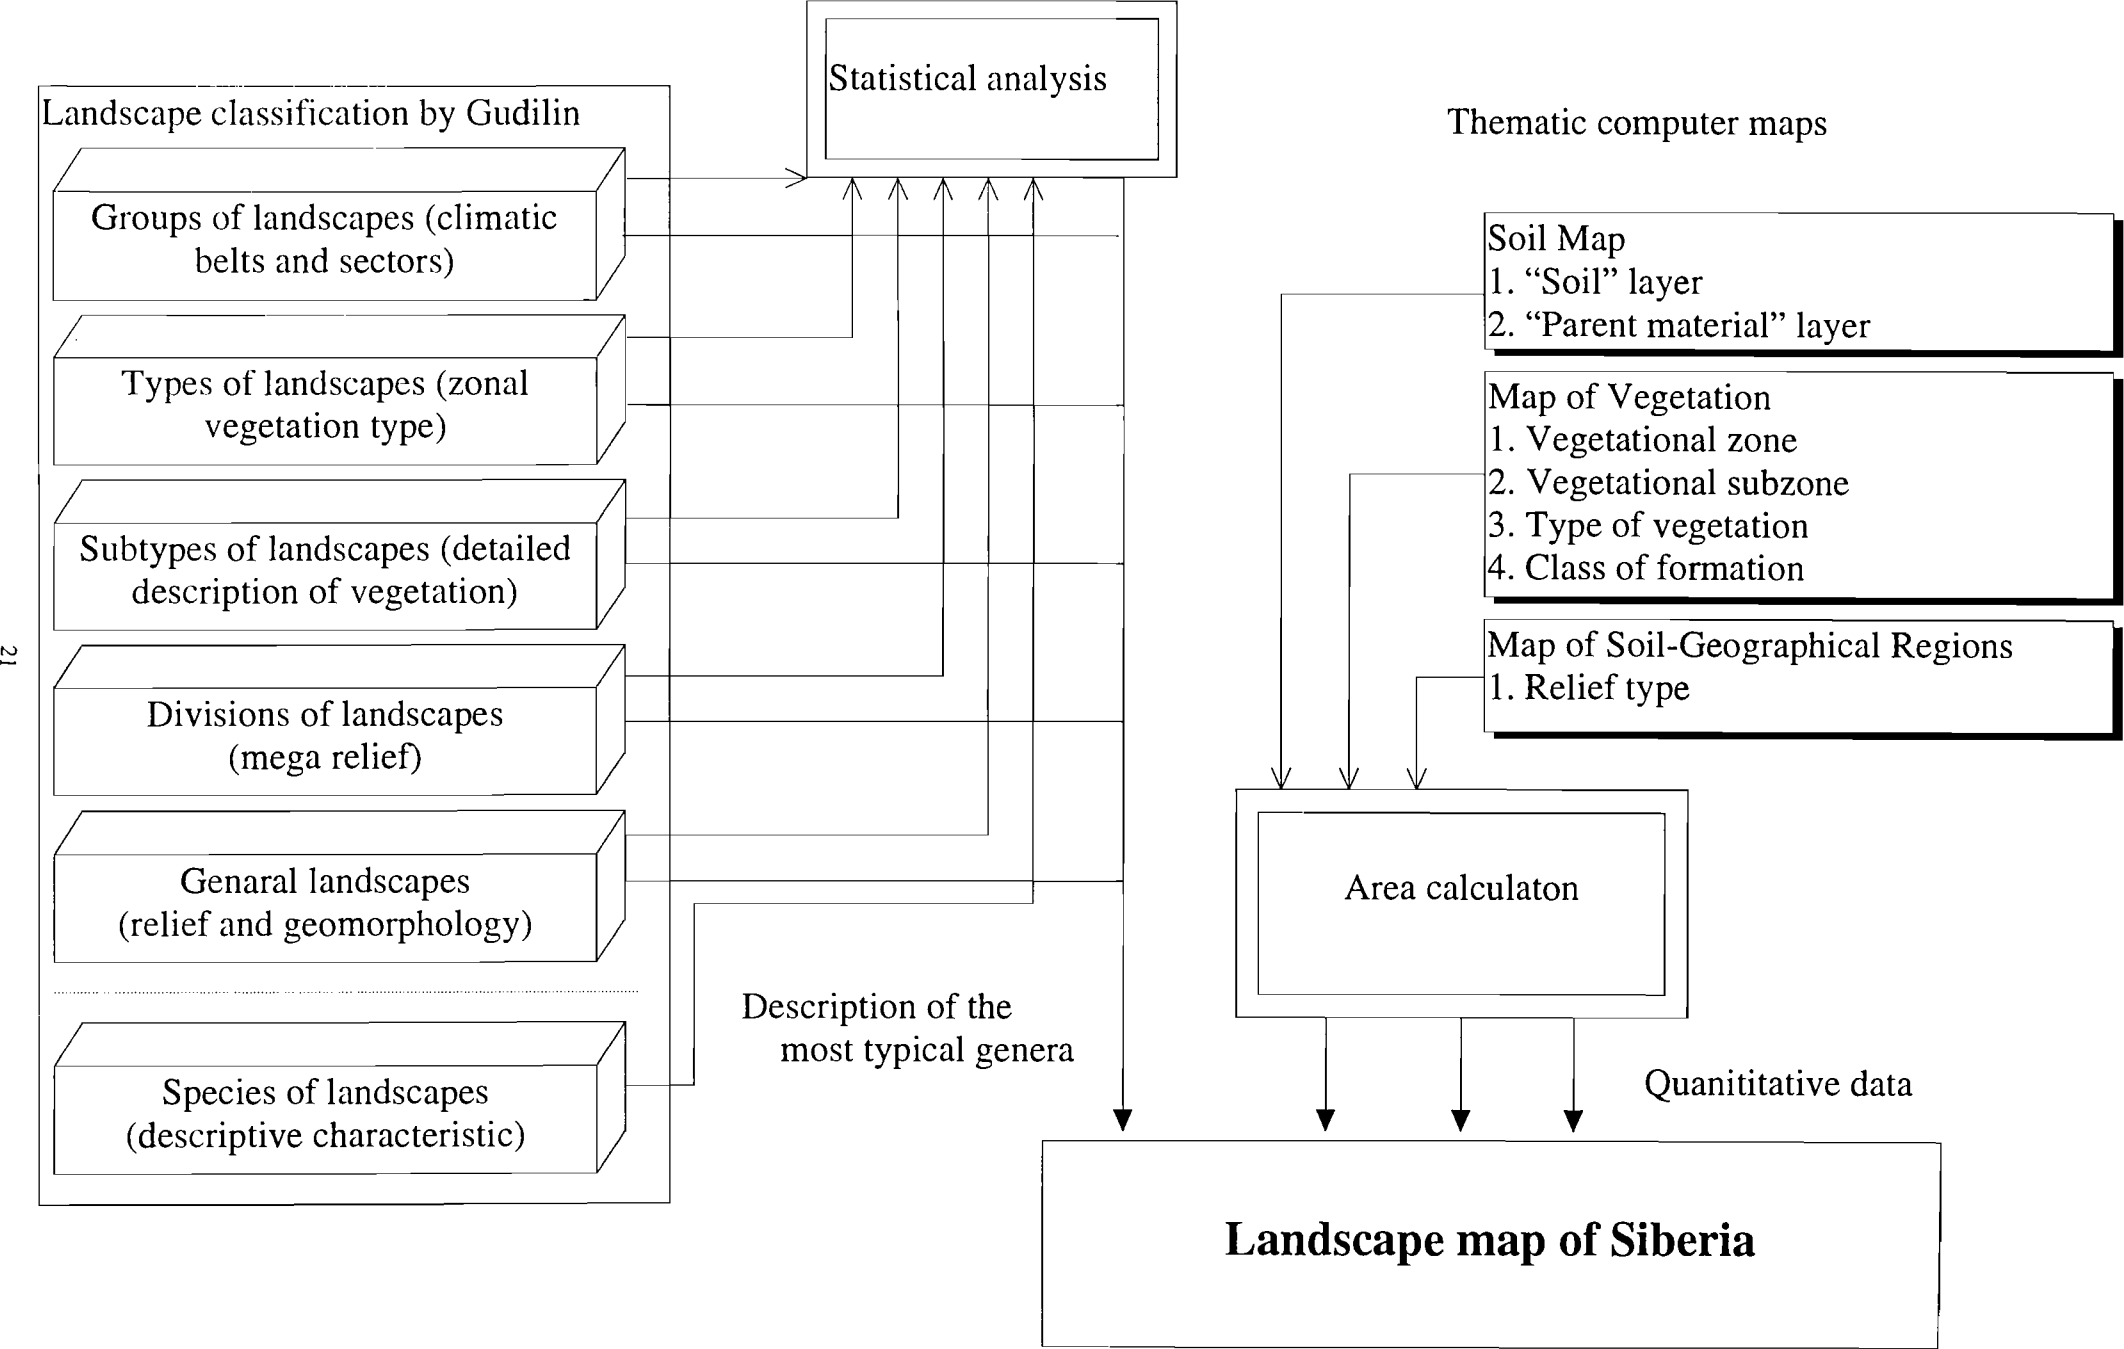 Statistical analysis
Landscape classification by Gudilin
Groups of landscapes (climatic
belts and sectors)
Types of landscapes (zonal
vegetation type)
Subtypes of landscapes (detailed
description of vegetation)
Divisions of landscapes
(mega relief)
Genaral landscapes
(relief and geomorphology)
Species of landscapes
(descriptive characteristic)
Description of the
most typical genera
Thematic computer maps
Soil Map
1. “Soil” layer
2. “Parent material” layer
Map of Vegetation
1. Vegetational zone
2. Vegetational subzone
3. Type of vegetation
4. Class of formation
Map of Soil-Geographical Regions
1. Relief type
Area calculaton
Quanititative data
Landscape map of Siberia
21